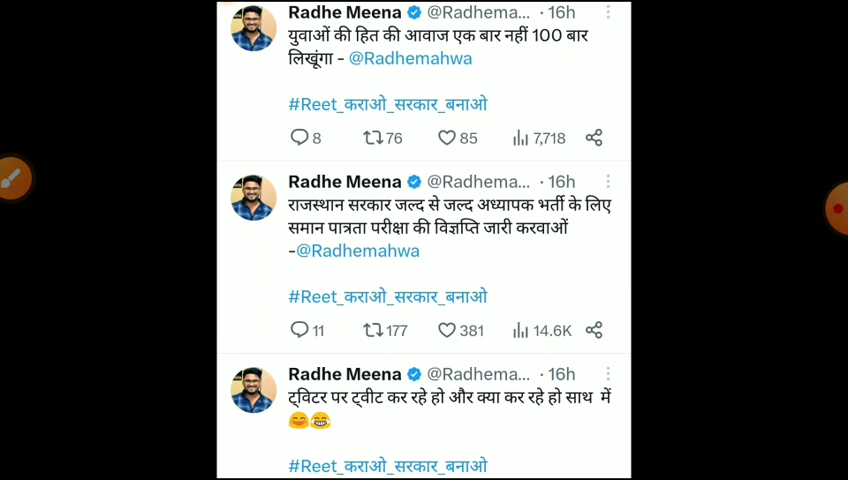 Radhe Meena @Radhema... · 16h
युवाओं की हित की आवाज एक बार नहीं 100 बार
लिखूंगा - @Radhemahwa
#Reet_कराओ_सरकार_बनाओ
8 76 85 7,718
Radhe Meena @Radhema... · 16h
राजस्थान सरकार जल्द से जल्द अध्यापक भर्ती के लिए
समान पात्रता परीक्षा की विज्ञप्ति जारी करवाओं
-@Radhemahwa
#Reet_कराओ_सरकार_बनाओ
11 177 381 14.6K
Radhe Meena @Radhema... · 16h
ट्विटर पर ट्वीट कर रहे हो और क्या कर रहे हो साथ में
😄😂
#Reet_कराओ_सरकार_बनाओ